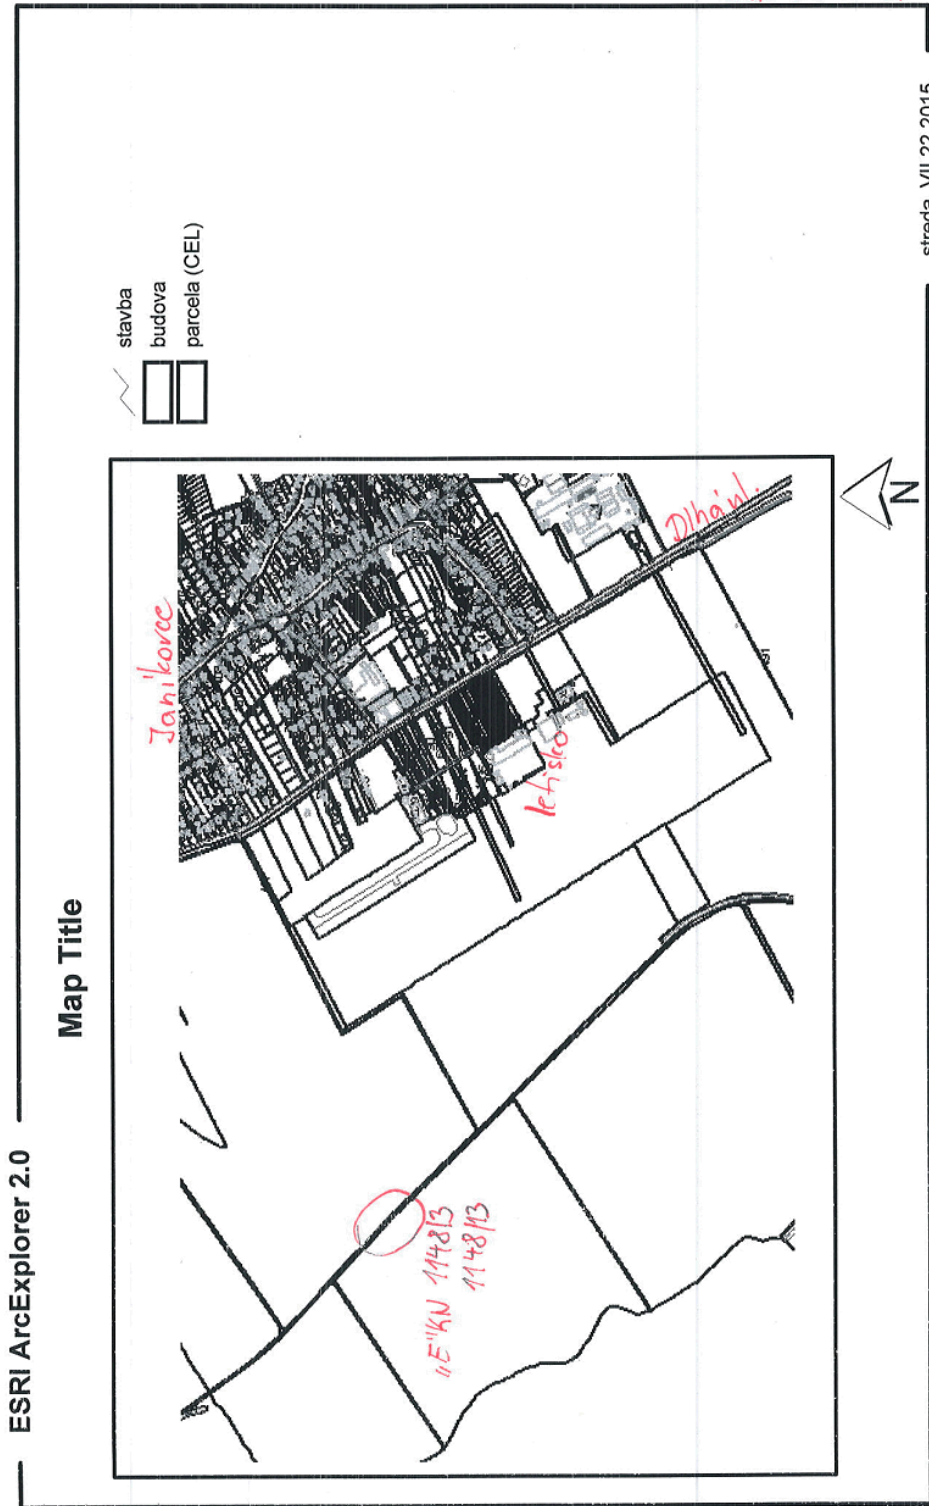 ESRI ArcExplorer 2.0
Map Title
stavba
budova
parcela (CEL)
Janíkovce
letisko
Dlhá ul.
"E"KN 1148/3
1148/13
N
streda, VII 22 2015